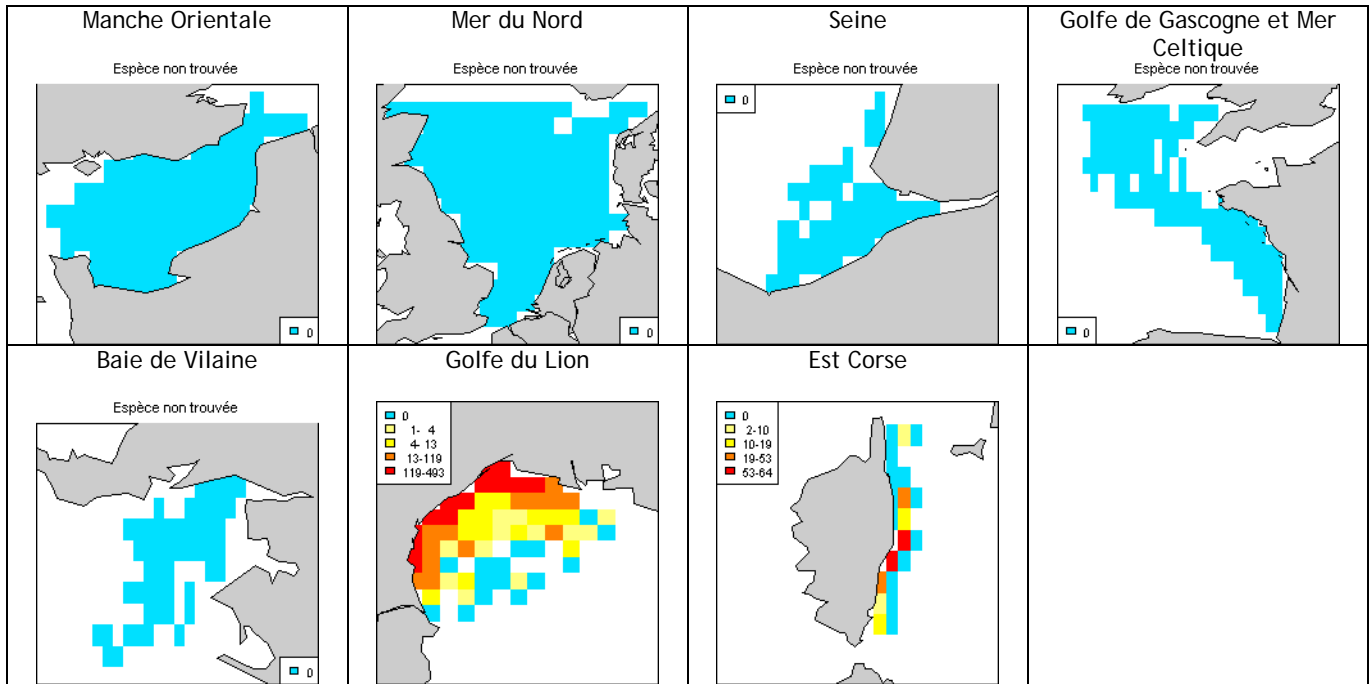 Manche Orientale
Espèce non trouvée
0
Mer du Nord
Espèce non trouvée
0
Seine
Espèce non trouvée
0
Golfe de Gascogne et Mer
Celtique
Espèce non trouvée
0
Baie de Vilaine
Espèce non trouvée
0
Golfe du Lion
0
1- 4
4- 13
13-119
119-493
Est Corse
0
2-10
10-19
19-53
53-64